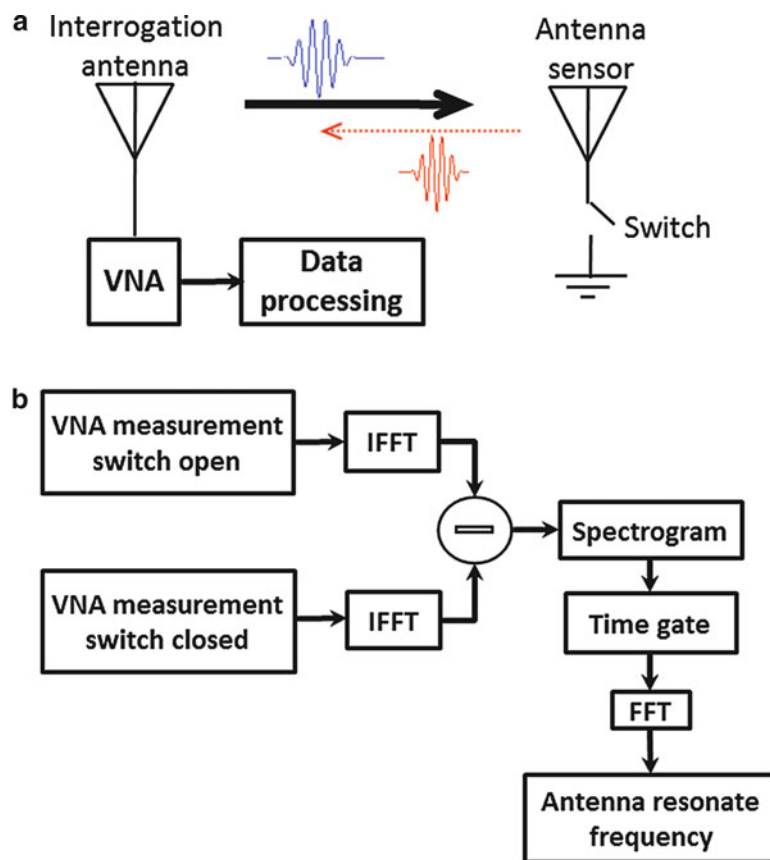 a
Interrogation
antenna
Antenna
sensor
Switch
VNA
Data
processing
b
VNA measurement
switch open
IFFT
VNA measurement
switch closed
IFFT
Spectrogram
Time gate
FFT
Antenna resonate
frequency